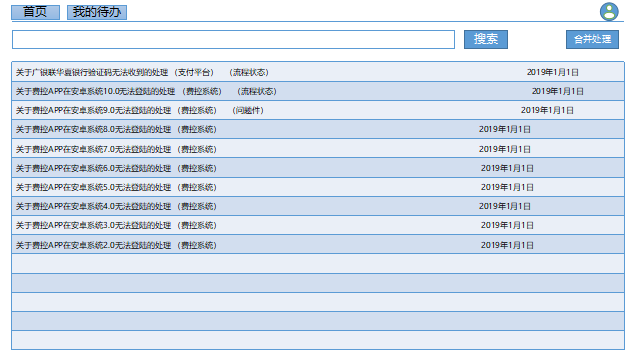 首页 我的待办
搜索 合并处理
关于广银联华夏银行验证码无法收到的处理 （支付平台） （流程状态） 2019年1月1日
关于费控APP在安卓系统10.0无法登陆的处理 （费控系统） （流程状态） 2019年1月1日
关于费控APP在安卓系统9.0无法登陆的处理 （费控系统） （问题件） 2019年1月1日
关于费控APP在安卓系统8.0无法登陆的处理 （费控系统） 2019年1月1日
关于费控APP在安卓系统7.0无法登陆的处理 （费控系统） 2019年1月1日
关于费控APP在安卓系统6.0无法登陆的处理 （费控系统） 2019年1月1日
关于费控APP在安卓系统5.0无法登陆的处理 （费控系统） 2019年1月1日
关于费控APP在安卓系统4.0无法登陆的处理 （费控系统） 2019年1月1日
关于费控APP在安卓系统3.0无法登陆的处理 （费控系统） 2019年1月1日
关于费控APP在安卓系统2.0无法登陆的处理 （费控系统） 2019年1月1日